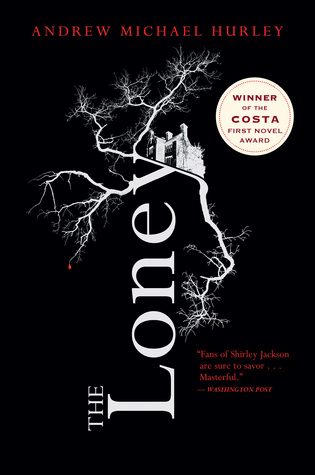 ANDREW MICHAEL HURLEY
WINNER
OF THE
COSTA
FIRST NOVEL
AWARD
THE
Loney
“Fans of Shirley Jackson
are sure to savor . . .
Masterful.”
— WASHINGTON POST